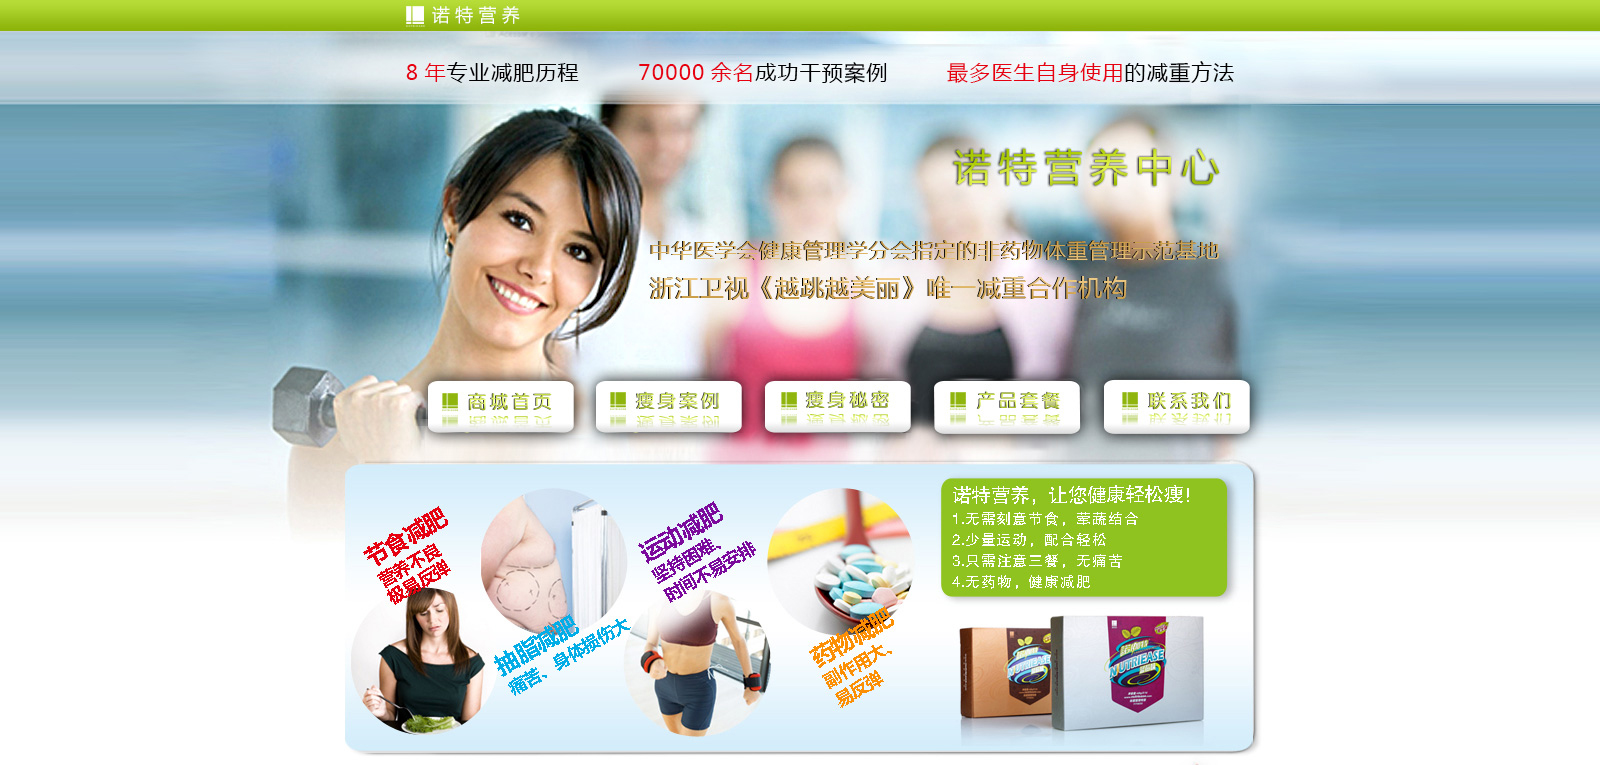 诺特营养
8 年专业减肥历程
70000 余名成功干预案例
最多医生自身使用的减重方法
诺特营养中心
中华医学会健康管理学分会指定的非药物体重管理示范基地
浙江卫视《越跳越美丽》唯一减重合作机构
商城首页
瘦身案例
瘦身秘密
产品套餐
联系我们
节食减肥
营养不良
极易反弹
抽脂减肥
痛苦、身体损伤大
运动减肥
坚持困难、
时间不易安排
药物减肥
副作用大、
易反弹
诺特营养，让您健康轻松瘦！
1.无需刻意节食，荤蔬结合
2.少量运动，配合轻松
3.只需注意三餐，无痛苦
4.无药物，健康减肥
NUTRIEASE
NUTRIEASE